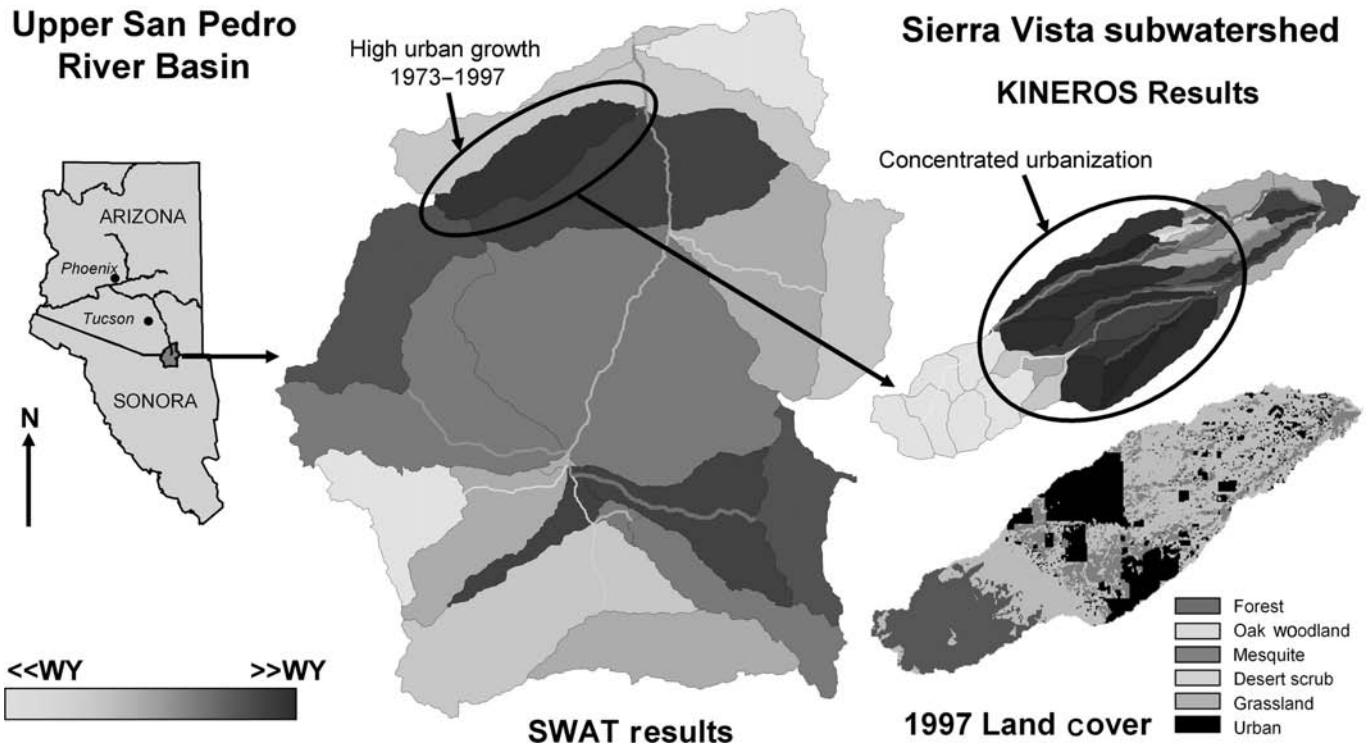 Upper San Pedro
River Basin
High urban growth
1973–1997
Sierra Vista subwatershed
KINEROS Results
Concentrated urbanization
ARIZONA
Phoenix
Tucson
SONORA
N
<<WY >>WY
SWAT results
1997 Land cover
Forest
Oak woodland
Mesquite
Desert scrub
Grassland
Urban